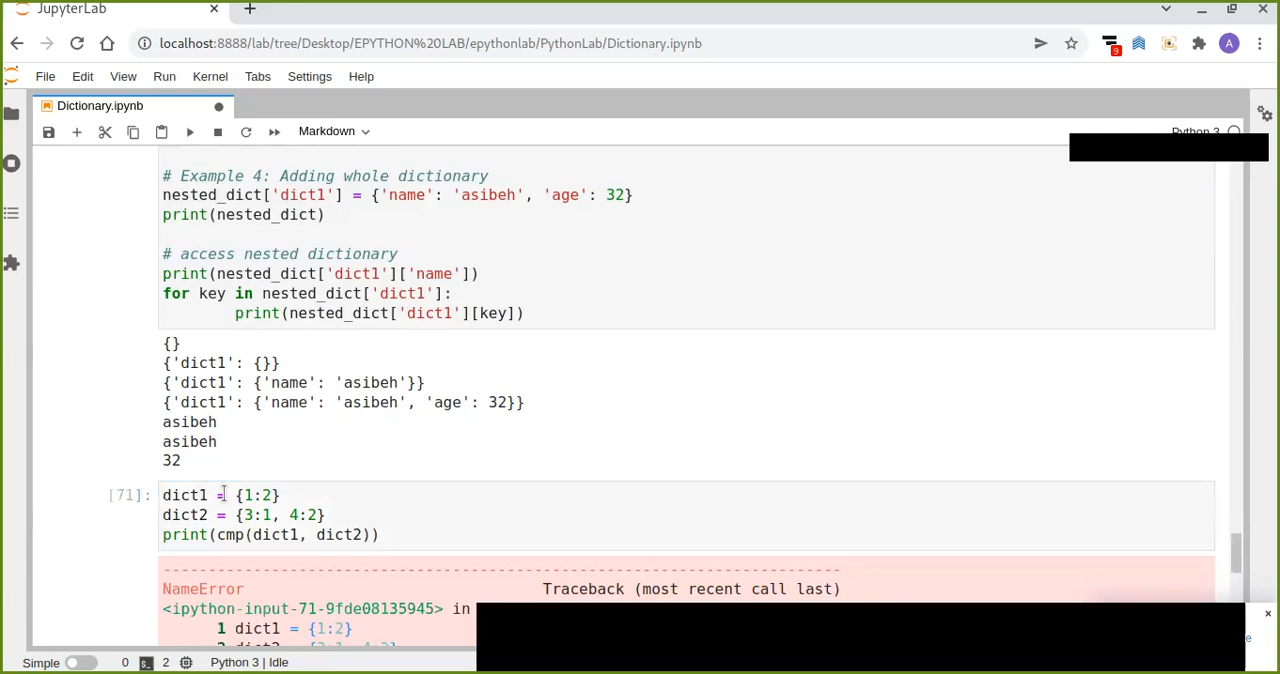 JupyterLab
localhost:8888/lab/tree/Desktop/EPYTHON%20LAB/epythonlab/PythonLab/Dictionary.ipynb
9
A
File Edit View Run Kernel Tabs Settings Help
Dictionary.ipynb
Markdown
Python 3
# Example 4: Adding whole dictionary
nested_dict['dict1'] = {'name': 'asibeh', 'age': 32}
print(nested_dict)
# access nested dictionary
print(nested_dict['dict1']['name'])
for key in nested_dict['dict1']:
print(nested_dict['dict1'][key])
{}
{'dict1': {}}
{'dict1': {'name': 'asibeh'}}
{'dict1': {'name': 'asibeh', 'age': 32}}
asibeh
asibeh
32
[71]: dict1 = {1:2}
dict2 = {3:1, 4:2}
print(cmp(dict1, dict2))
---------------------------------------------------------------------------
NameError Traceback (most recent call last)
<ipython-input-71-9fde08135945> in
1 dict1 = {1:2}
Simple 0 2 Python 3 | Idle